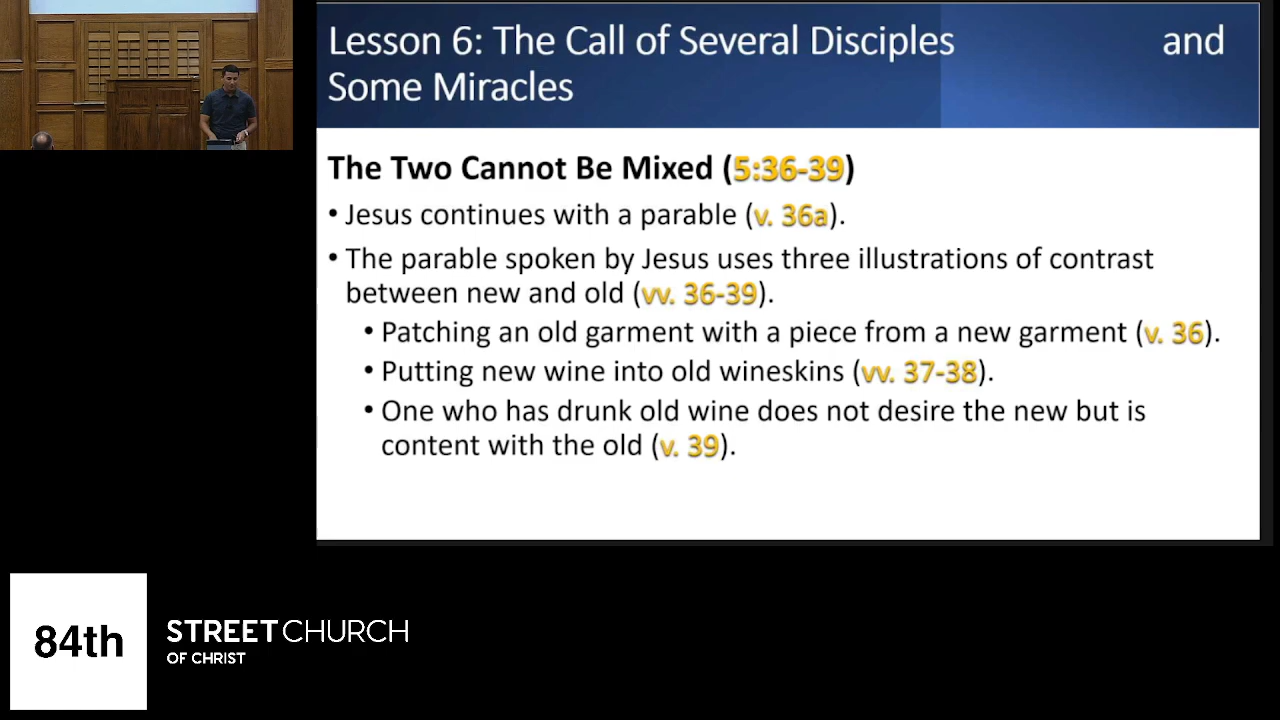 Lesson 6: The Call of Several Disciples and
Some Miracles
The Two Cannot Be Mixed (5:36-39)
• Jesus continues with a parable (v. 36a).
• The parable spoken by Jesus uses three illustrations of contrast
between new and old (vv. 36-39).
• Patching an old garment with a piece from a new garment (v. 36).
• Putting new wine into old wineskins (vv. 37-38).
• One who has drunk old wine does not desire the new but is
content with the old (v. 39).
84th
STREET CHURCH
OF CHRIST